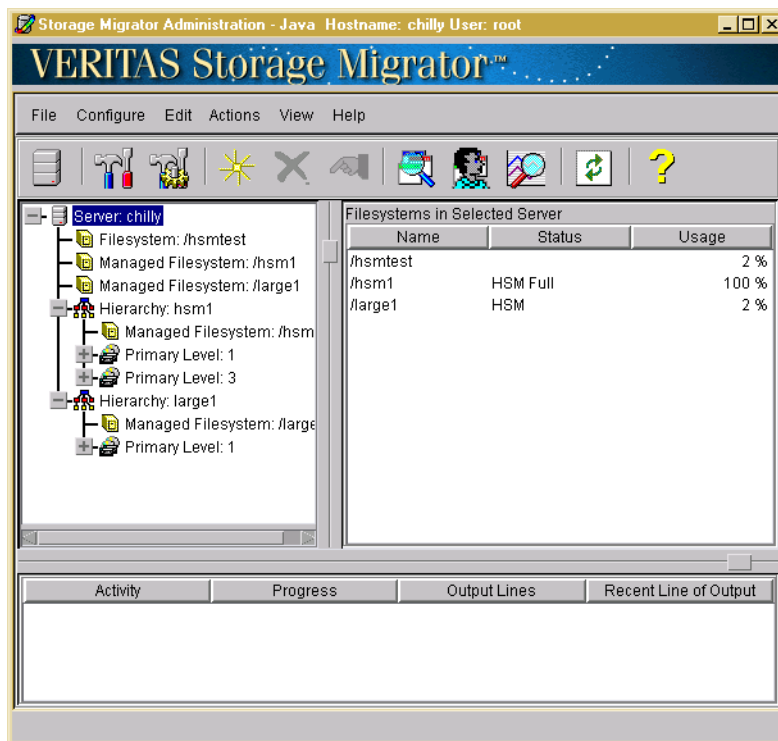 Storage Migrator Administration - Java Hostname: chilly User: root
VERITAS Storage Migrator™
File Configure Edit Actions View Help
Server: chilly
Filesystem: /hsmtest
Managed Filesystem: /hsm1
Managed Filesystem: /large1
Hierarchy: hsm1
Managed Filesystem: /hsm
Primary Level: 1
Primary Level: 3
Hierarchy: large1
Managed Filesystem: /large
Primary Level: 1
Filesystems in Selected Server
Name Status Usage
/hsmtest 2 %
/hsm1 HSM Full 100 %
/large1 HSM 2 %
Activity Progress Output Lines Recent Line of Output